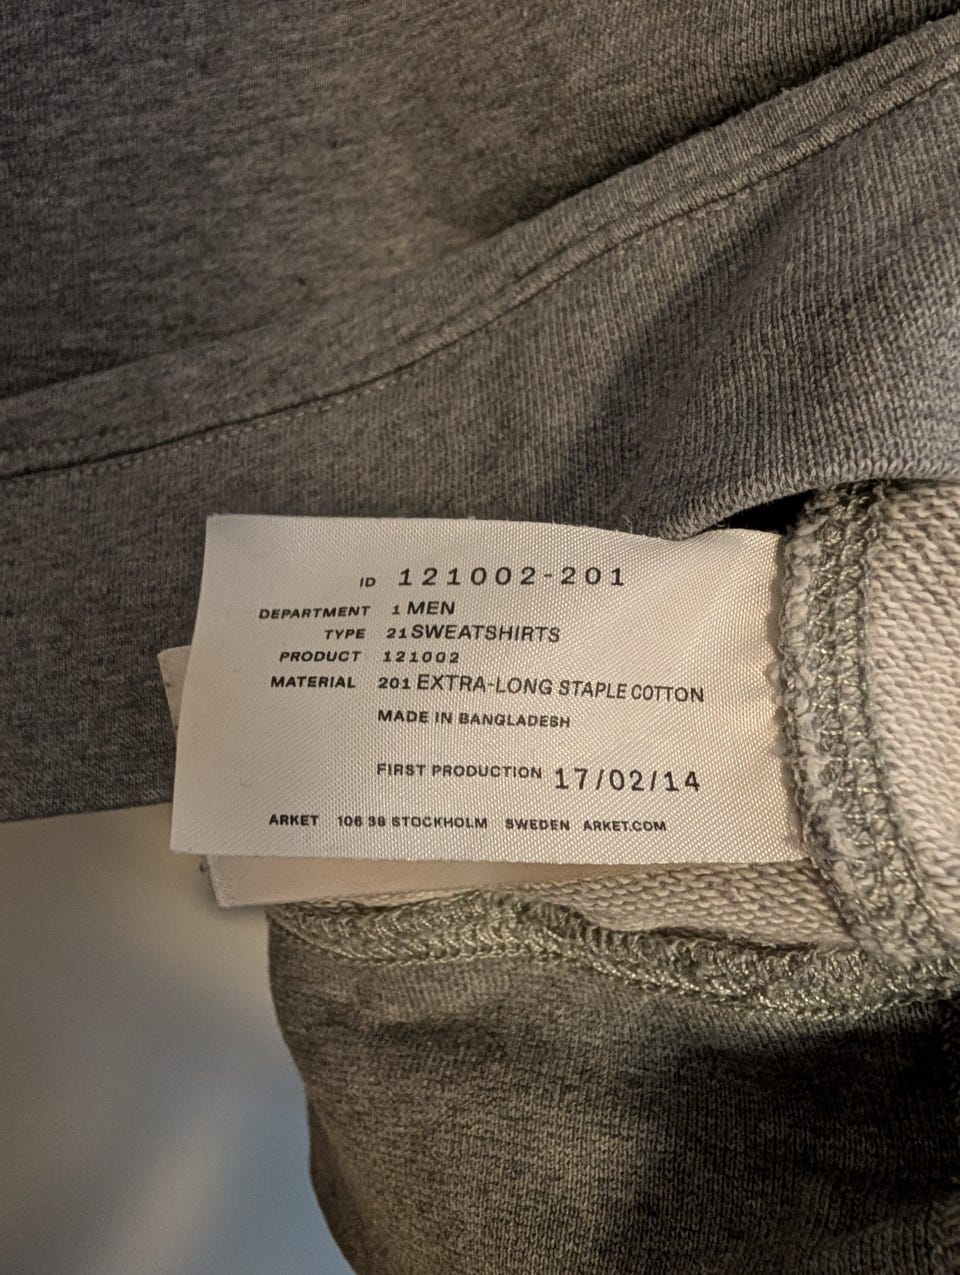 ID 121002-201
DEPARTMENT 1 MEN
TYPE 21 SWEATSHIRTS
PRODUCT 121002
MATERIAL 201 EXTRA-LONG STAPLE COTTON
MADE IN BANGLADESH
FIRST PRODUCTION 17/02/14
ARKET 106 38 STOCKHOLM SWEDEN ARKET.COM